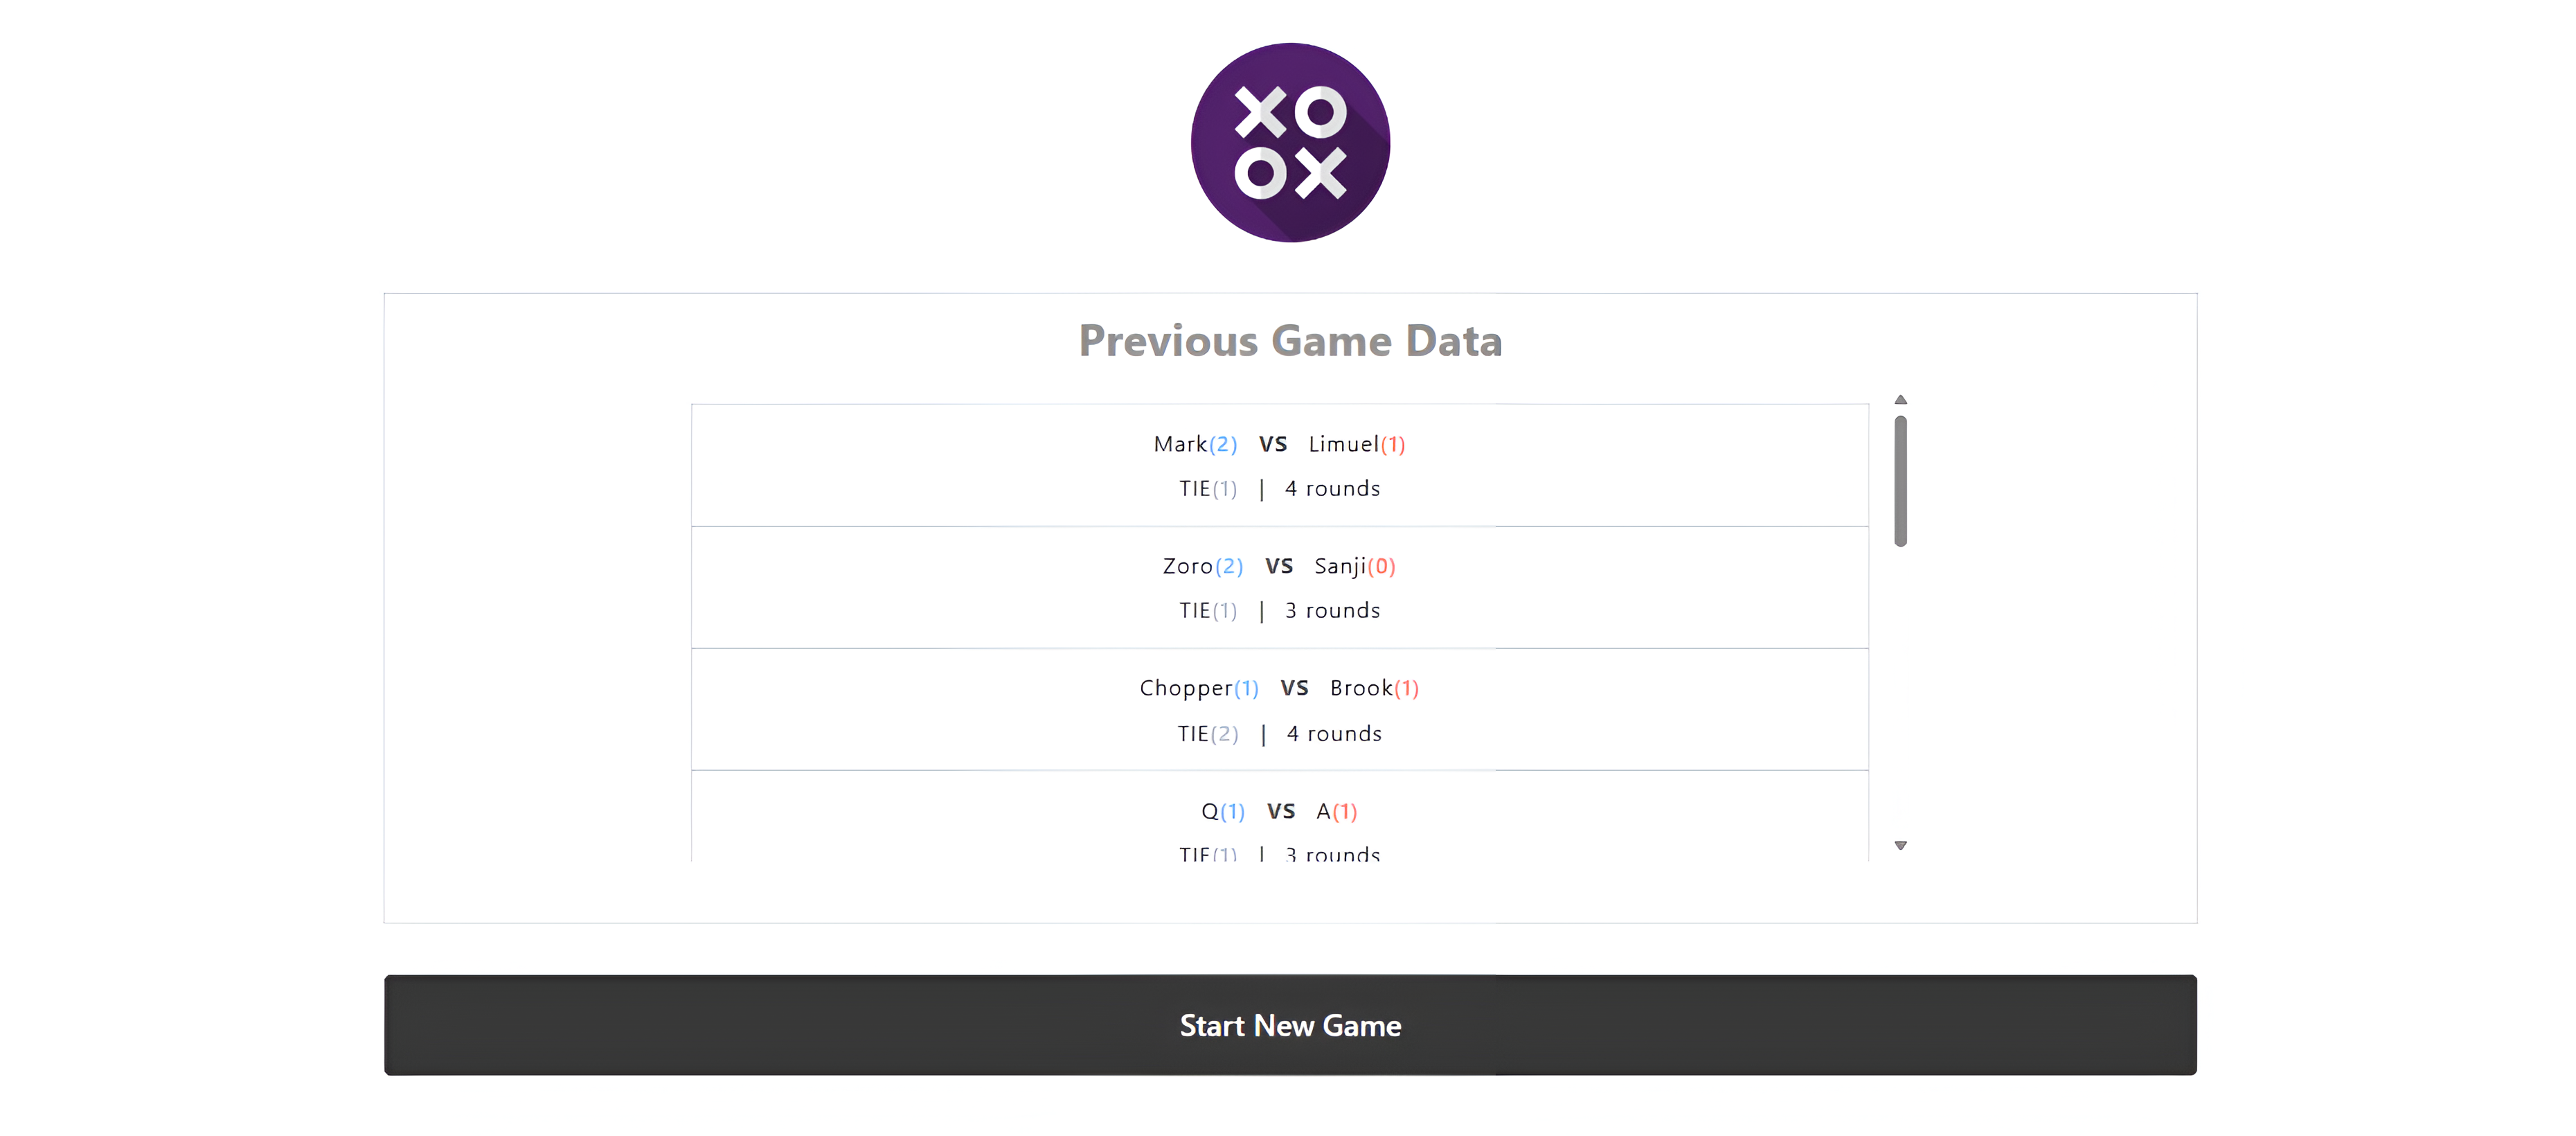 XO
OX
Previous Game Data
Mark(2) VS Limuel(1)
TIE(1) | 4 rounds
Zoro(2) VS Sanji(0)
TIE(1) | 3 rounds
Chopper(1) VS Brook(1)
TIE(2) | 4 rounds
Q(1) VS A(1)
TIE(1) | 3 rounds
Start New Game